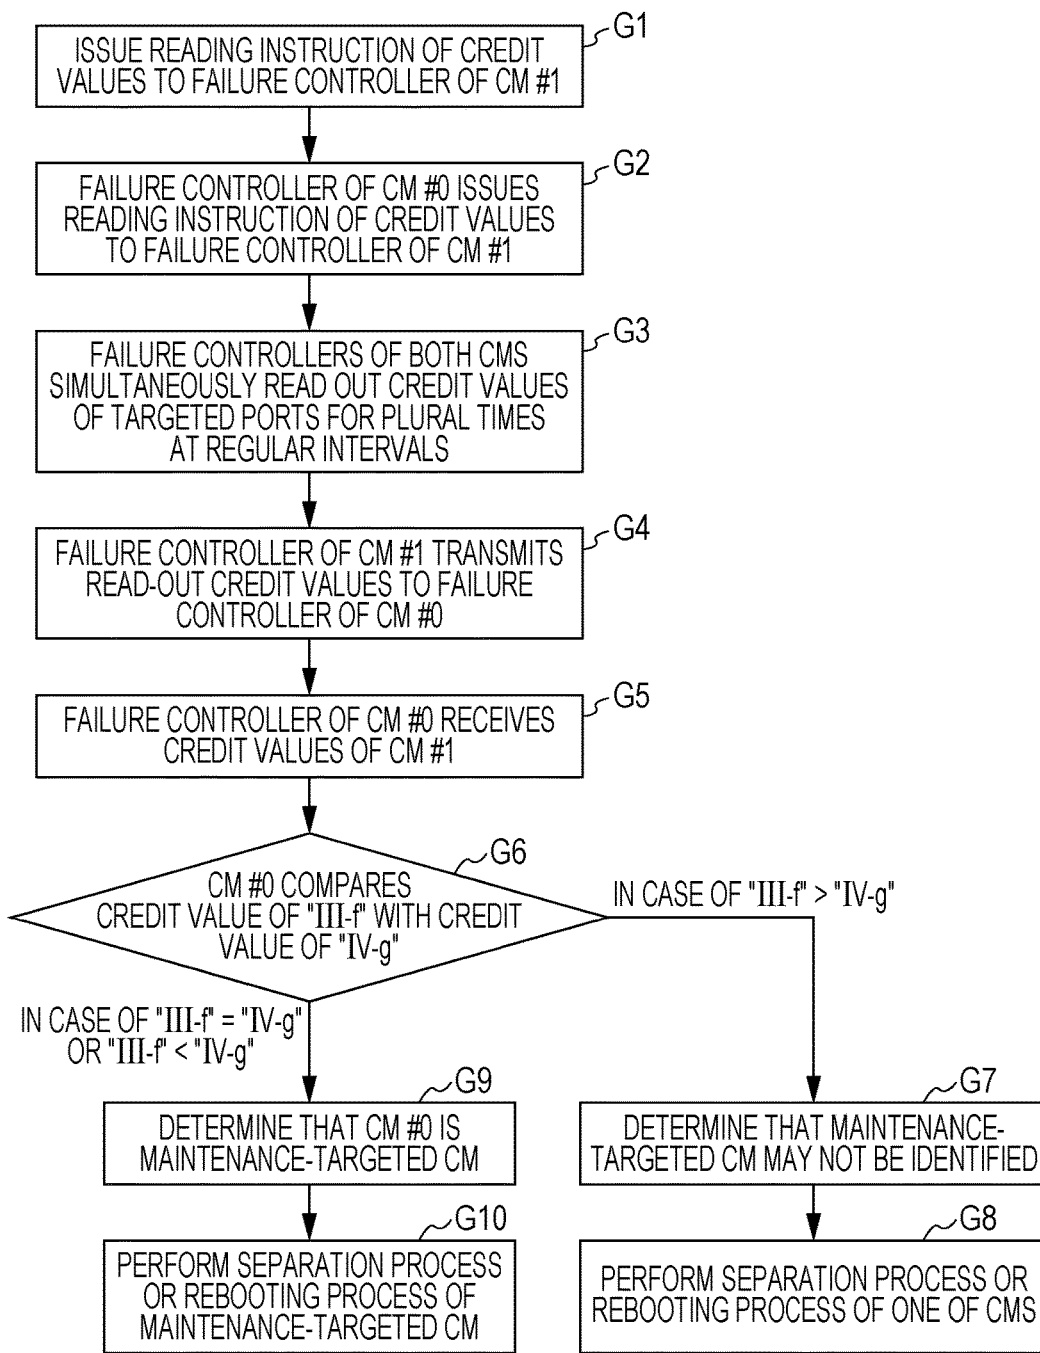 G1
ISSUE READING INSTRUCTION OF CREDIT
VALUES TO FAILURE CONTROLLER OF CM #1
G2
FAILURE CONTROLLER OF CM #0 ISSUES
READING INSTRUCTION OF CREDIT VALUES
TO FAILURE CONTROLLER OF CM #1
G3
FAILURE CONTROLLERS OF BOTH CMS
SIMULTANEOUSLY READ OUT CREDIT VALUES
OF TARGETED PORTS FOR PLURAL TIMES
AT REGULAR INTERVALS
G4
FAILURE CONTROLLER OF CM #1 TRANSMITS
READ-OUT CREDIT VALUES TO FAILURE
CONTROLLER OF CM #0
G5
FAILURE CONTROLLER OF CM #0 RECEIVES
CREDIT VALUES OF CM #1
G6
CM #0 COMPARES
CREDIT VALUE OF "III-f" WITH CREDIT
VALUE OF "IV-g"
IN CASE OF "III-f" > "IV-g"
IN CASE OF "III-f" = "IV-g"
OR "III-f" < "IV-g"
G9
DETERMINE THAT CM #0 IS
MAINTENANCE-TARGETED CM
G7
DETERMINE THAT MAINTENANCE-
TARGETED CM MAY NOT BE IDENTIFIED
G10
PERFORM SEPARATION PROCESS
OR REBOOTING PROCESS OF
MAINTENANCE-TARGETED CM
G8
PERFORM SEPARATION PROCESS OR
REBOOTING PROCESS OF ONE OF CMS